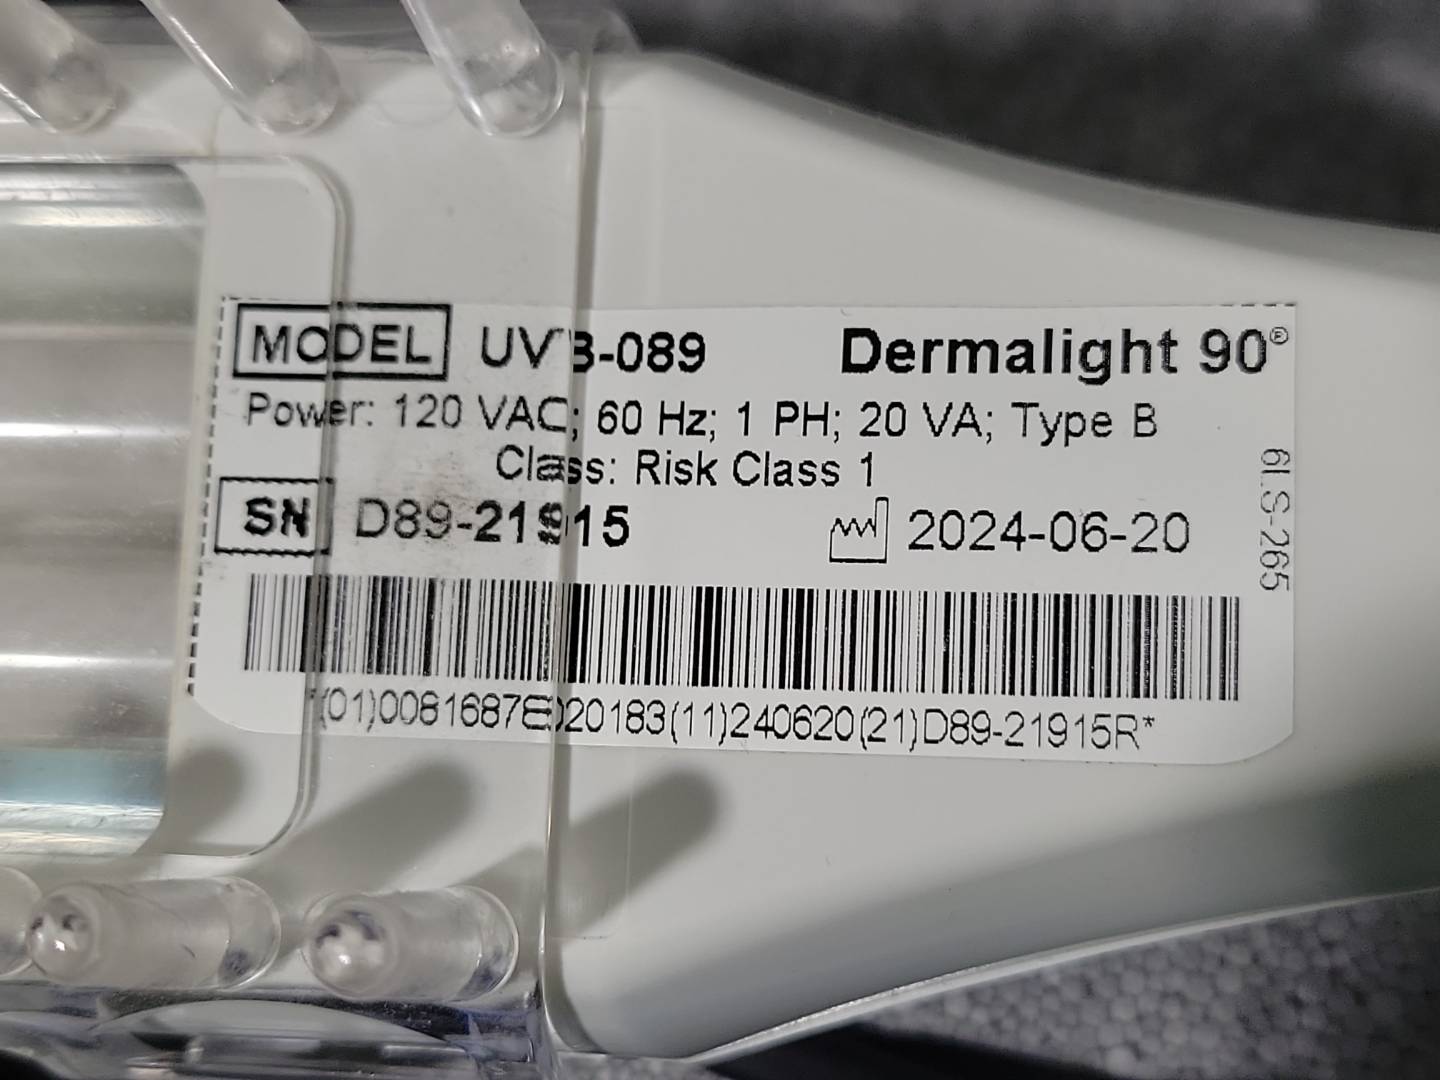 MODEL UVB-089 Dermalight 90®
Power: 120 VAC; 60 Hz; 1 PH; 20 VA; Type B
Class: Risk Class 1
SN D89-21915 2024-06-20
6LS-265
*(01)00816878020183(11)240620(21)D89-21915R*